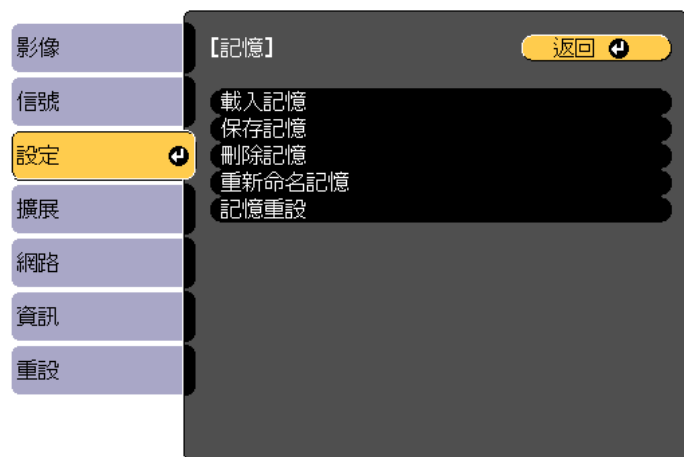 影像
信號
設定
擴展
網路
資訊
重設
[記憶]
返回
載入記憶
保存記憶
刪除記憶
重新命名記憶
記憶重設